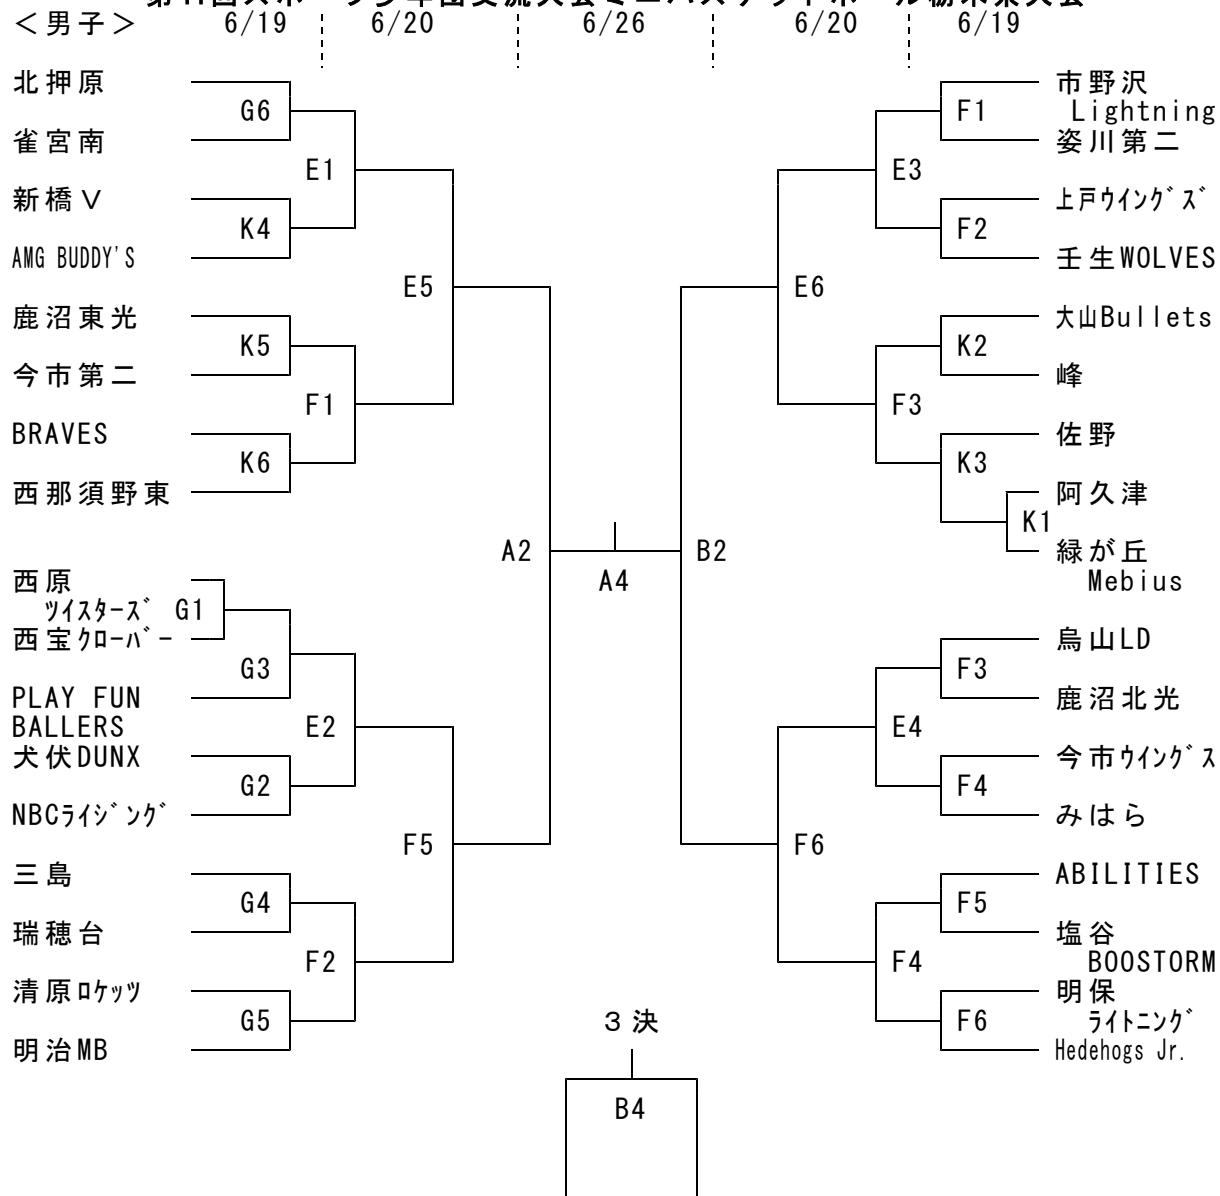 ＜男子＞ 6/19 6/20 6/26 6/20 6/19
北押原
雀宮南
新橋Ｖ
AMG BUDDY'S
鹿沼東光
今市第二
BRAVES
西那須野東
西原
ﾂｲｽﾀｰｽﾞ
西宝ｸﾛｰﾊﾞｰ
PLAY FUN
BALLERS
犬伏DUNX
NBCﾗｲｼﾞﾝｸﾞ
三島
瑞穂台
清原ﾛｹｯﾂ
明治MB
G6
K4
K5
K6
G1
G3
G2
G4
G5
E1
F1
E2
F2
E5
F5
A2
A4
B2
E6
F6
E3
F3
E4
F4
F1
F2
K2
K3
K1
F3
F4
F5
F6
市野沢
Lightning
姿川第二
上戸ｳｲﾝｸﾞｽﾞ
壬生WOLVES
大山Bullets
峰
佐野
阿久津
緑が丘
Mebius
烏山LD
鹿沼北光
今市ｳｲﾝｸﾞｽ
みはら
ABILITIES
塩谷
BOOSTORM
明保
ﾗｲﾄﾆﾝｸﾞ
Hedehogs Jr.
３決
B4